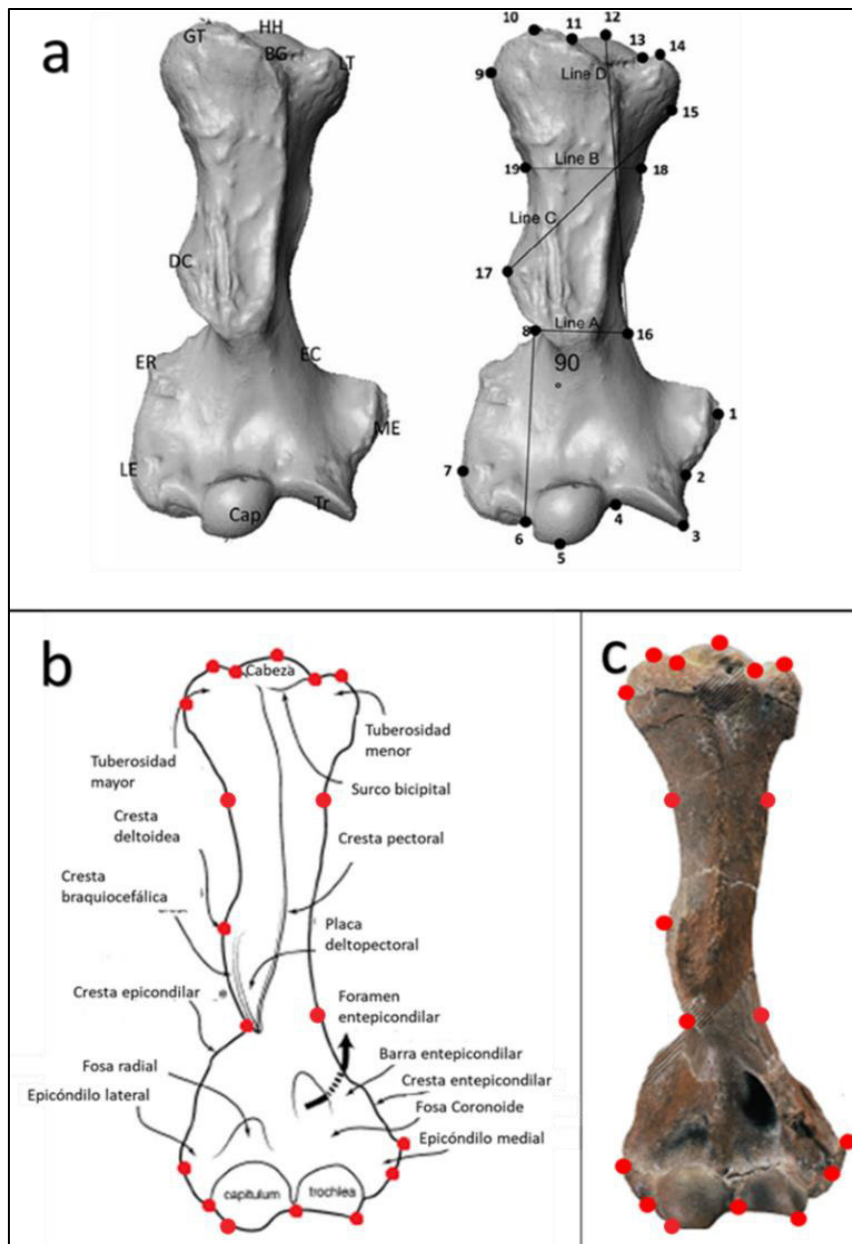 a
GT
HH
BG
LT
DC
ER
EC
ME
LE
Cap
Tr
10
11
12
13
14
Line D
9
15
19
Line B
18
Line C
17
8
Line A
16
90
1
7
2
4
6
3
5
b
Cabeza
Tuberosidad
mayor
Tuberosidad
menor
Surco bicipital
Cresta
deltoidea
Cresta pectoral
Cresta
braquiocefálica
Placa
deltopectoral
Cresta epicondilar
Foramen
entepicondilar
Fosa radial
Barra entepicondilar
Cresta entepicondilar
Epicóndilo lateral
Fosa Coronoide
Epicóndilo medial
capitulum
trochlea
c